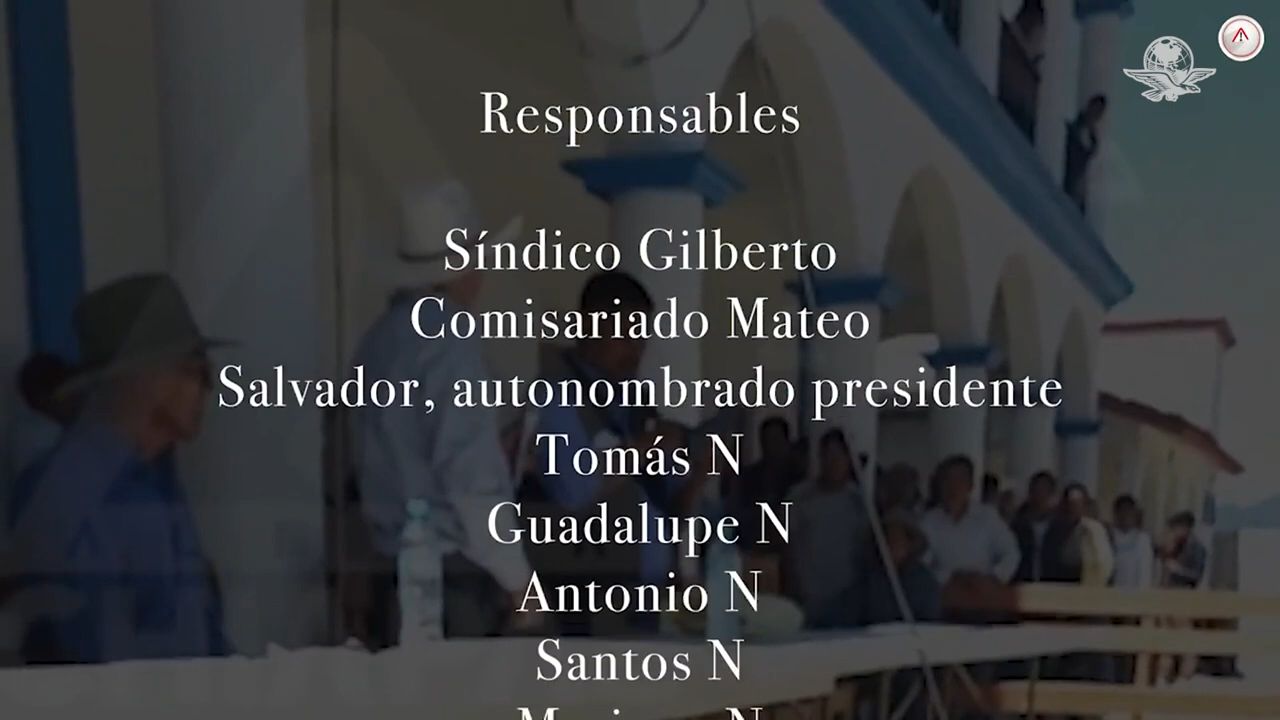 Responsables
Síndico Gilberto
Comisariado Mateo
Salvador, autonombrado presidente
Tomás N
Guadalupe N
Antonio N
Santos N